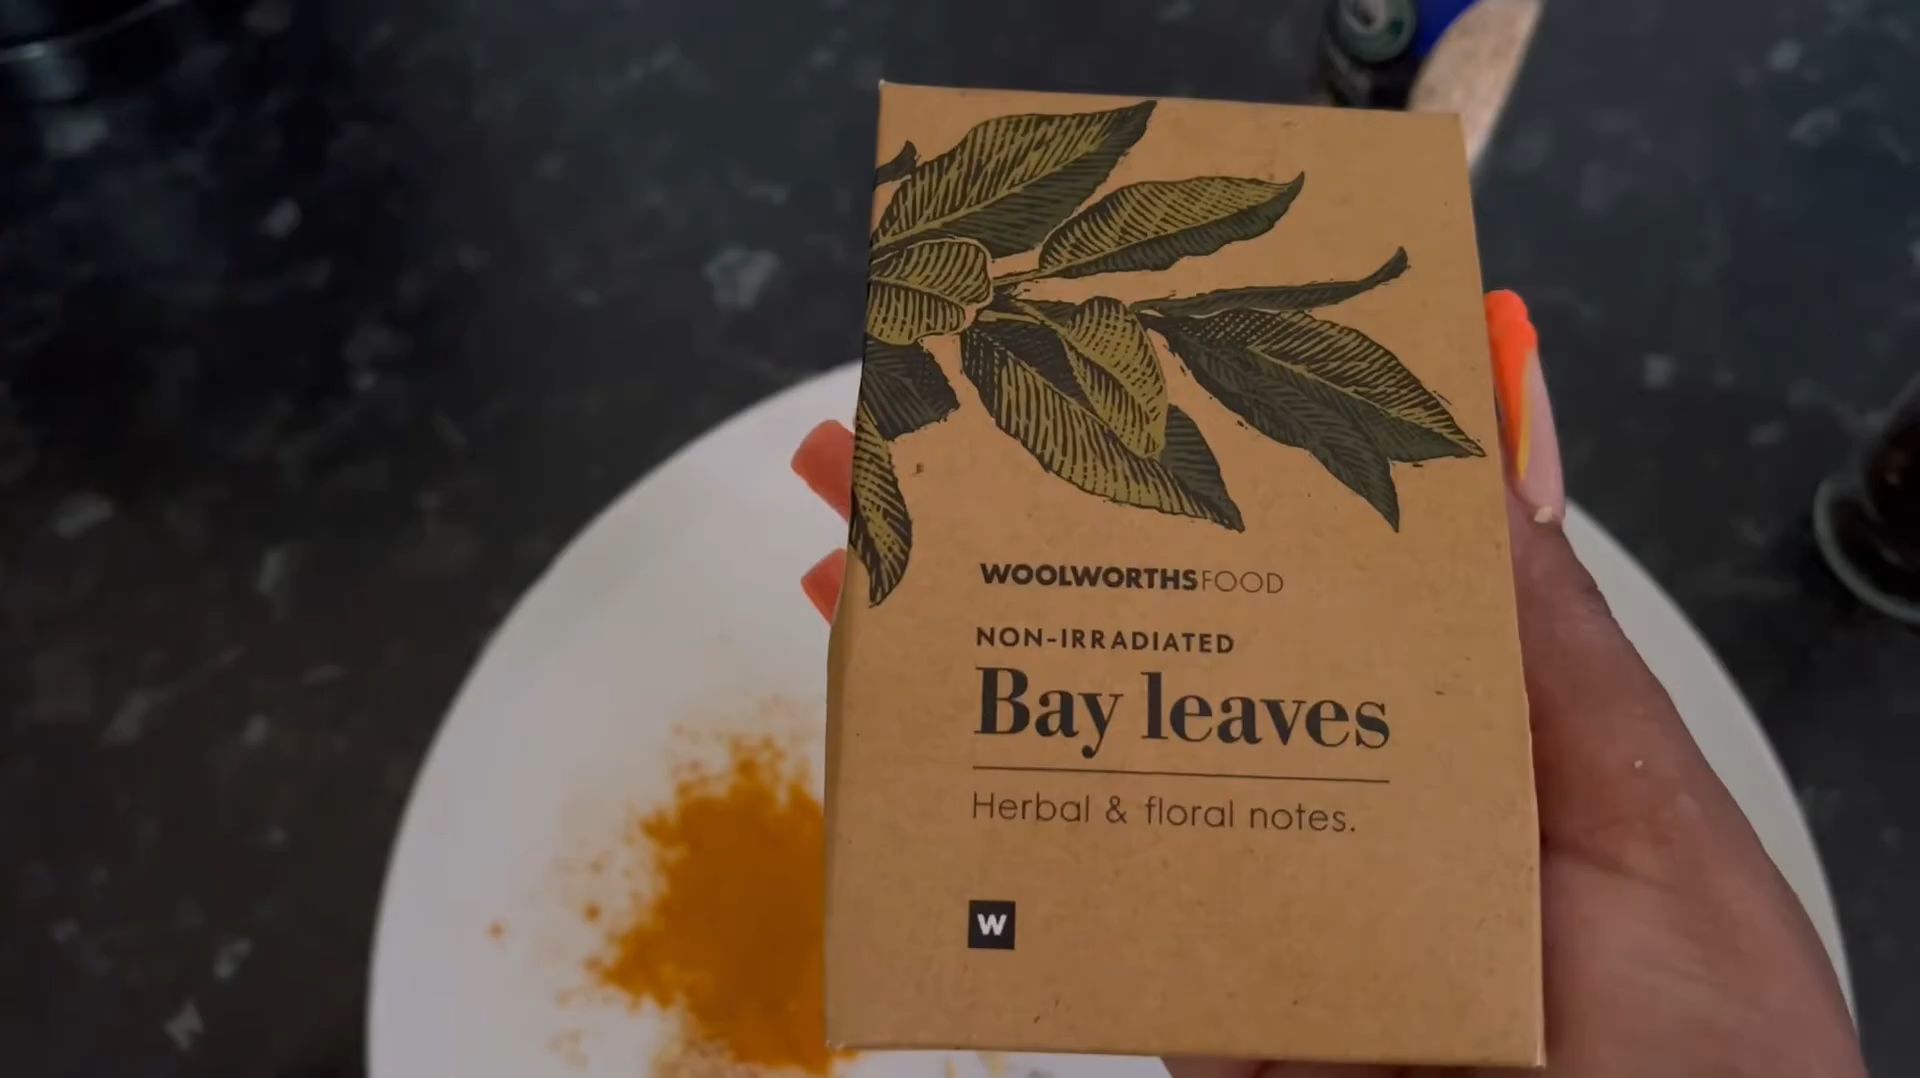 WOOLWORTHSFOOD
NON-IRRADIATED
Bay leaves
Herbal & floral notes.
W